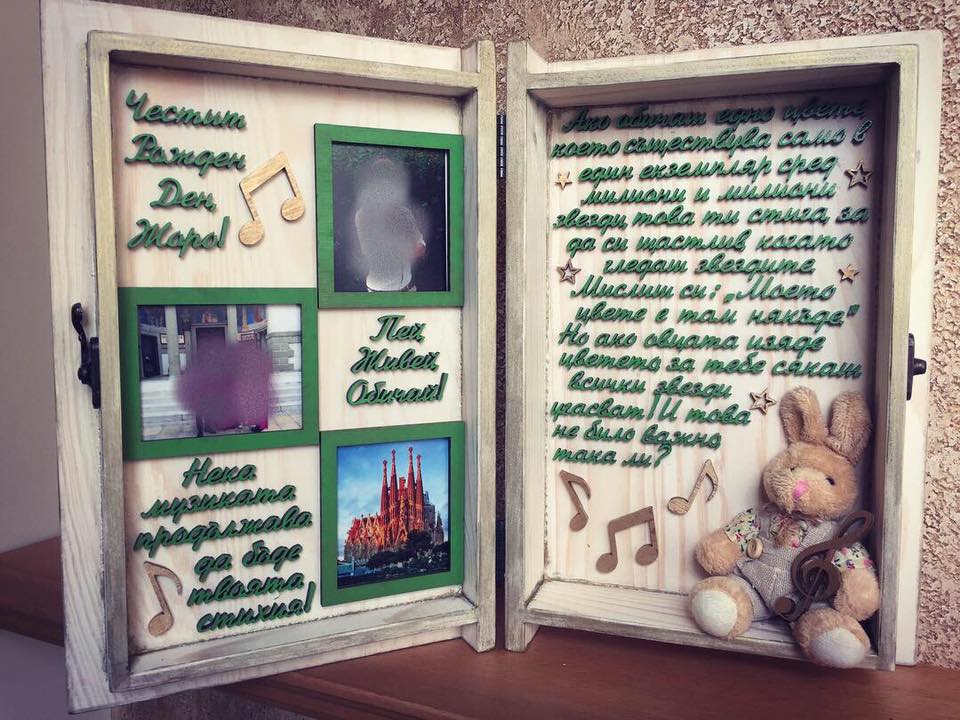 Честит
Рожден
Ден,
Жоро!
Пей,
Живей,
Обичай!
Нека
музиката
продължава
да бъде
твоята
стихия!
Ако обичаш едно цвете,
което съществува само в
един екземпляр сред
милиони и милиони
звезди, това ти стига, за
да си щастлив, когато
гледаш звездите.
Мислиш си: „Моето
цвете е там някъде"
Но ако овцата изяде
цветето, за тебе сякаш
всички звезди
угасват! И това
не било важно,
така ли?